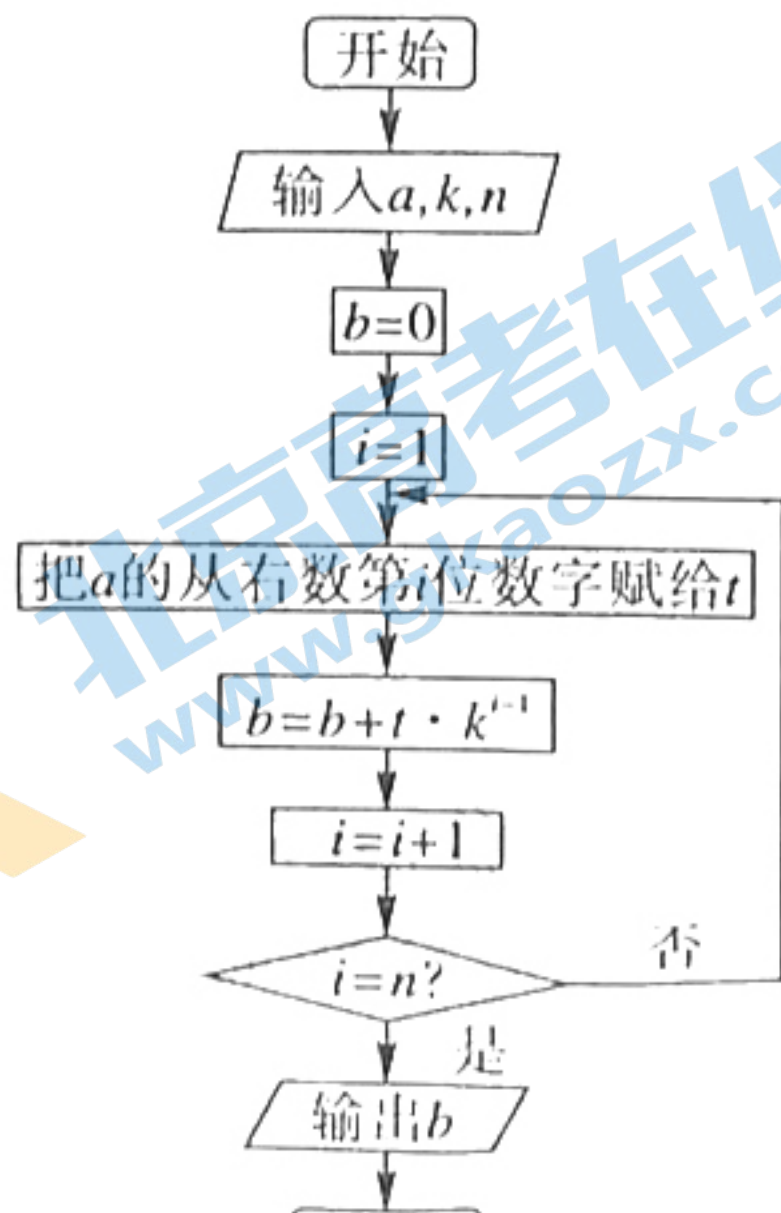 开始
输入a,k,n
b=0
i=1
把a的从右数第i位数字赋给t
b=b+t·k^{i-1}
i=i+1
i=n?
否
是
输出b
北京高考在线
www.gkaozx.c